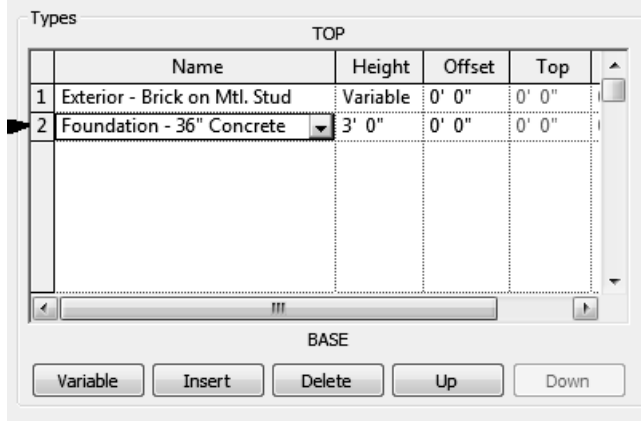 Types
TOP
Name Height Offset Top
1 Exterior - Brick on Mtl. Stud Variable 0' 0" 0' 0"
2 Foundation - 36" Concrete 3' 0" 0' 0" 0' 0"
BASE
Variable Insert Delete Up Down